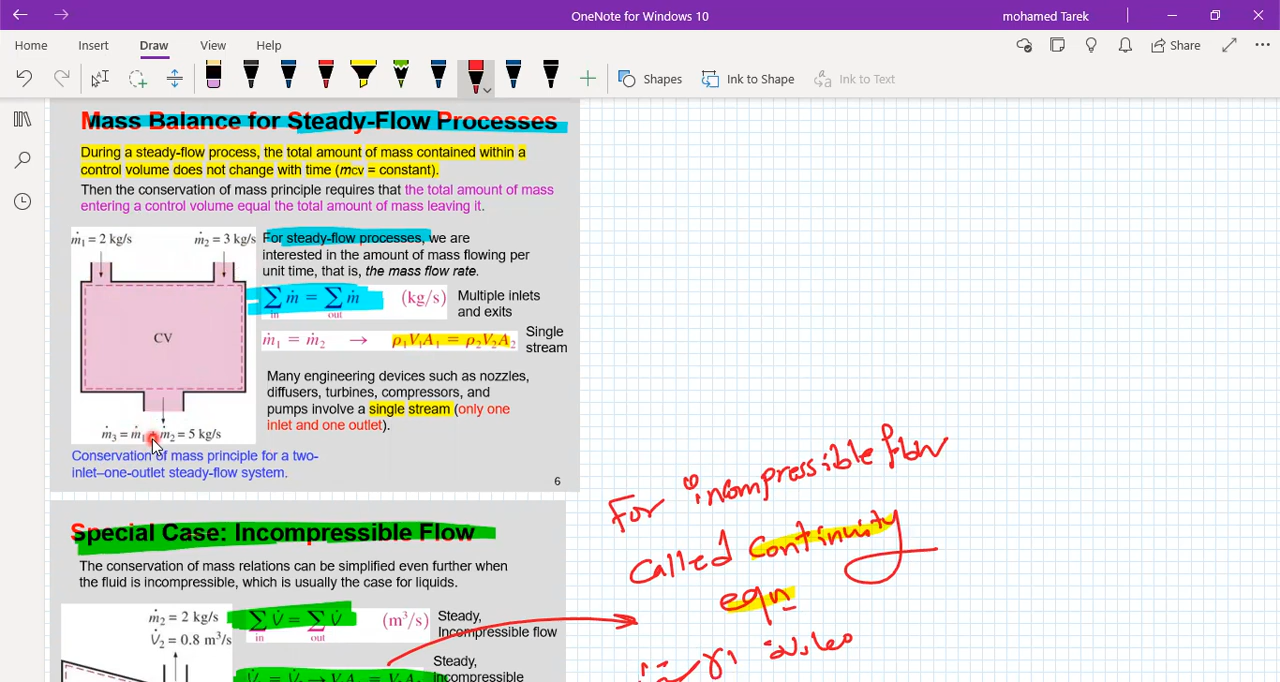 OneNote for Windows 10
mohamed Tarek
Home
Insert
Draw
View
Help
Share
Shapes
Ink to Shape
Ink to Text
Mass Balance for Steady-Flow Processes
During a steady-flow process, the total amount of mass contained within a
control volume does not change with time (mCV = constant).
Then the conservation of mass principle requires that the total amount of mass
entering a control volume equal the total amount of mass leaving it.
ṁ₁ = 2 kg/s
ṁ₂ = 3 kg/s
CV
ṁ₃ = ṁ₁ ṁ₂ = 5 kg/s
Conservation of mass principle for a two-
inlet–one-outlet steady-flow system.
For steady-flow processes, we are
interested in the amount of mass flowing per
unit time, that is, the mass flow rate.
∑ ṁ = ∑ ṁ (kg/s)
in out
Multiple inlets
and exits
ṁ₁ = ṁ₂ → ρ₁V₁A₁ = ρ₂V₂A₂
Single
stream
Many engineering devices such as nozzles,
diffusers, turbines, compressors, and
pumps involve a single stream (only one
inlet and one outlet).
6
Special Case: Incompressible Flow
The conservation of mass relations can be simplified even further when
the fluid is incompressible, which is usually the case for liquids.
ṁ₂ = 2 kg/s
V̇₂ = 0.8 m³/s
∑ V̇ = ∑ V̇ (m³/s)
in out
Steady,
Incompressible flow
Steady,
Incompressible
For incompressible flow
Called Continuity
eqn